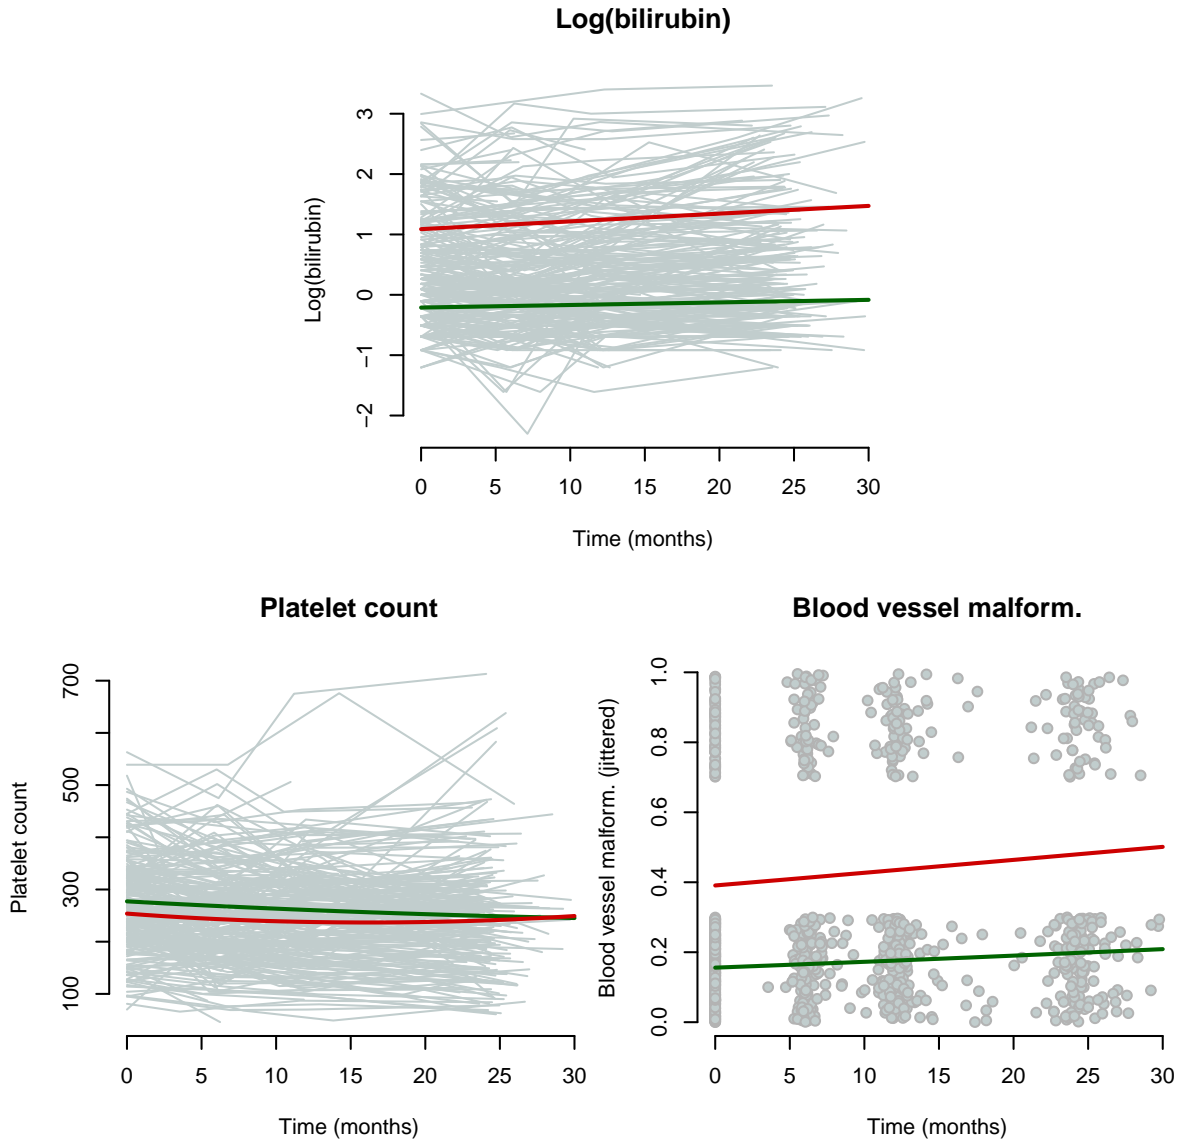 Log(bilirubin)
Log(bilirubin)
3
2
1
0
−1
−2
0 5 10 15 20 25 30
Time (months)
Platelet count
Platelet count
700
500
300
100
0 5 10 15 20 25 30
Time (months)
Blood vessel malform.
Blood vessel malform. (jittered)
1.0
0.8
0.6
0.4
0.2
0.0
0 5 10 15 20 25 30
Time (months)